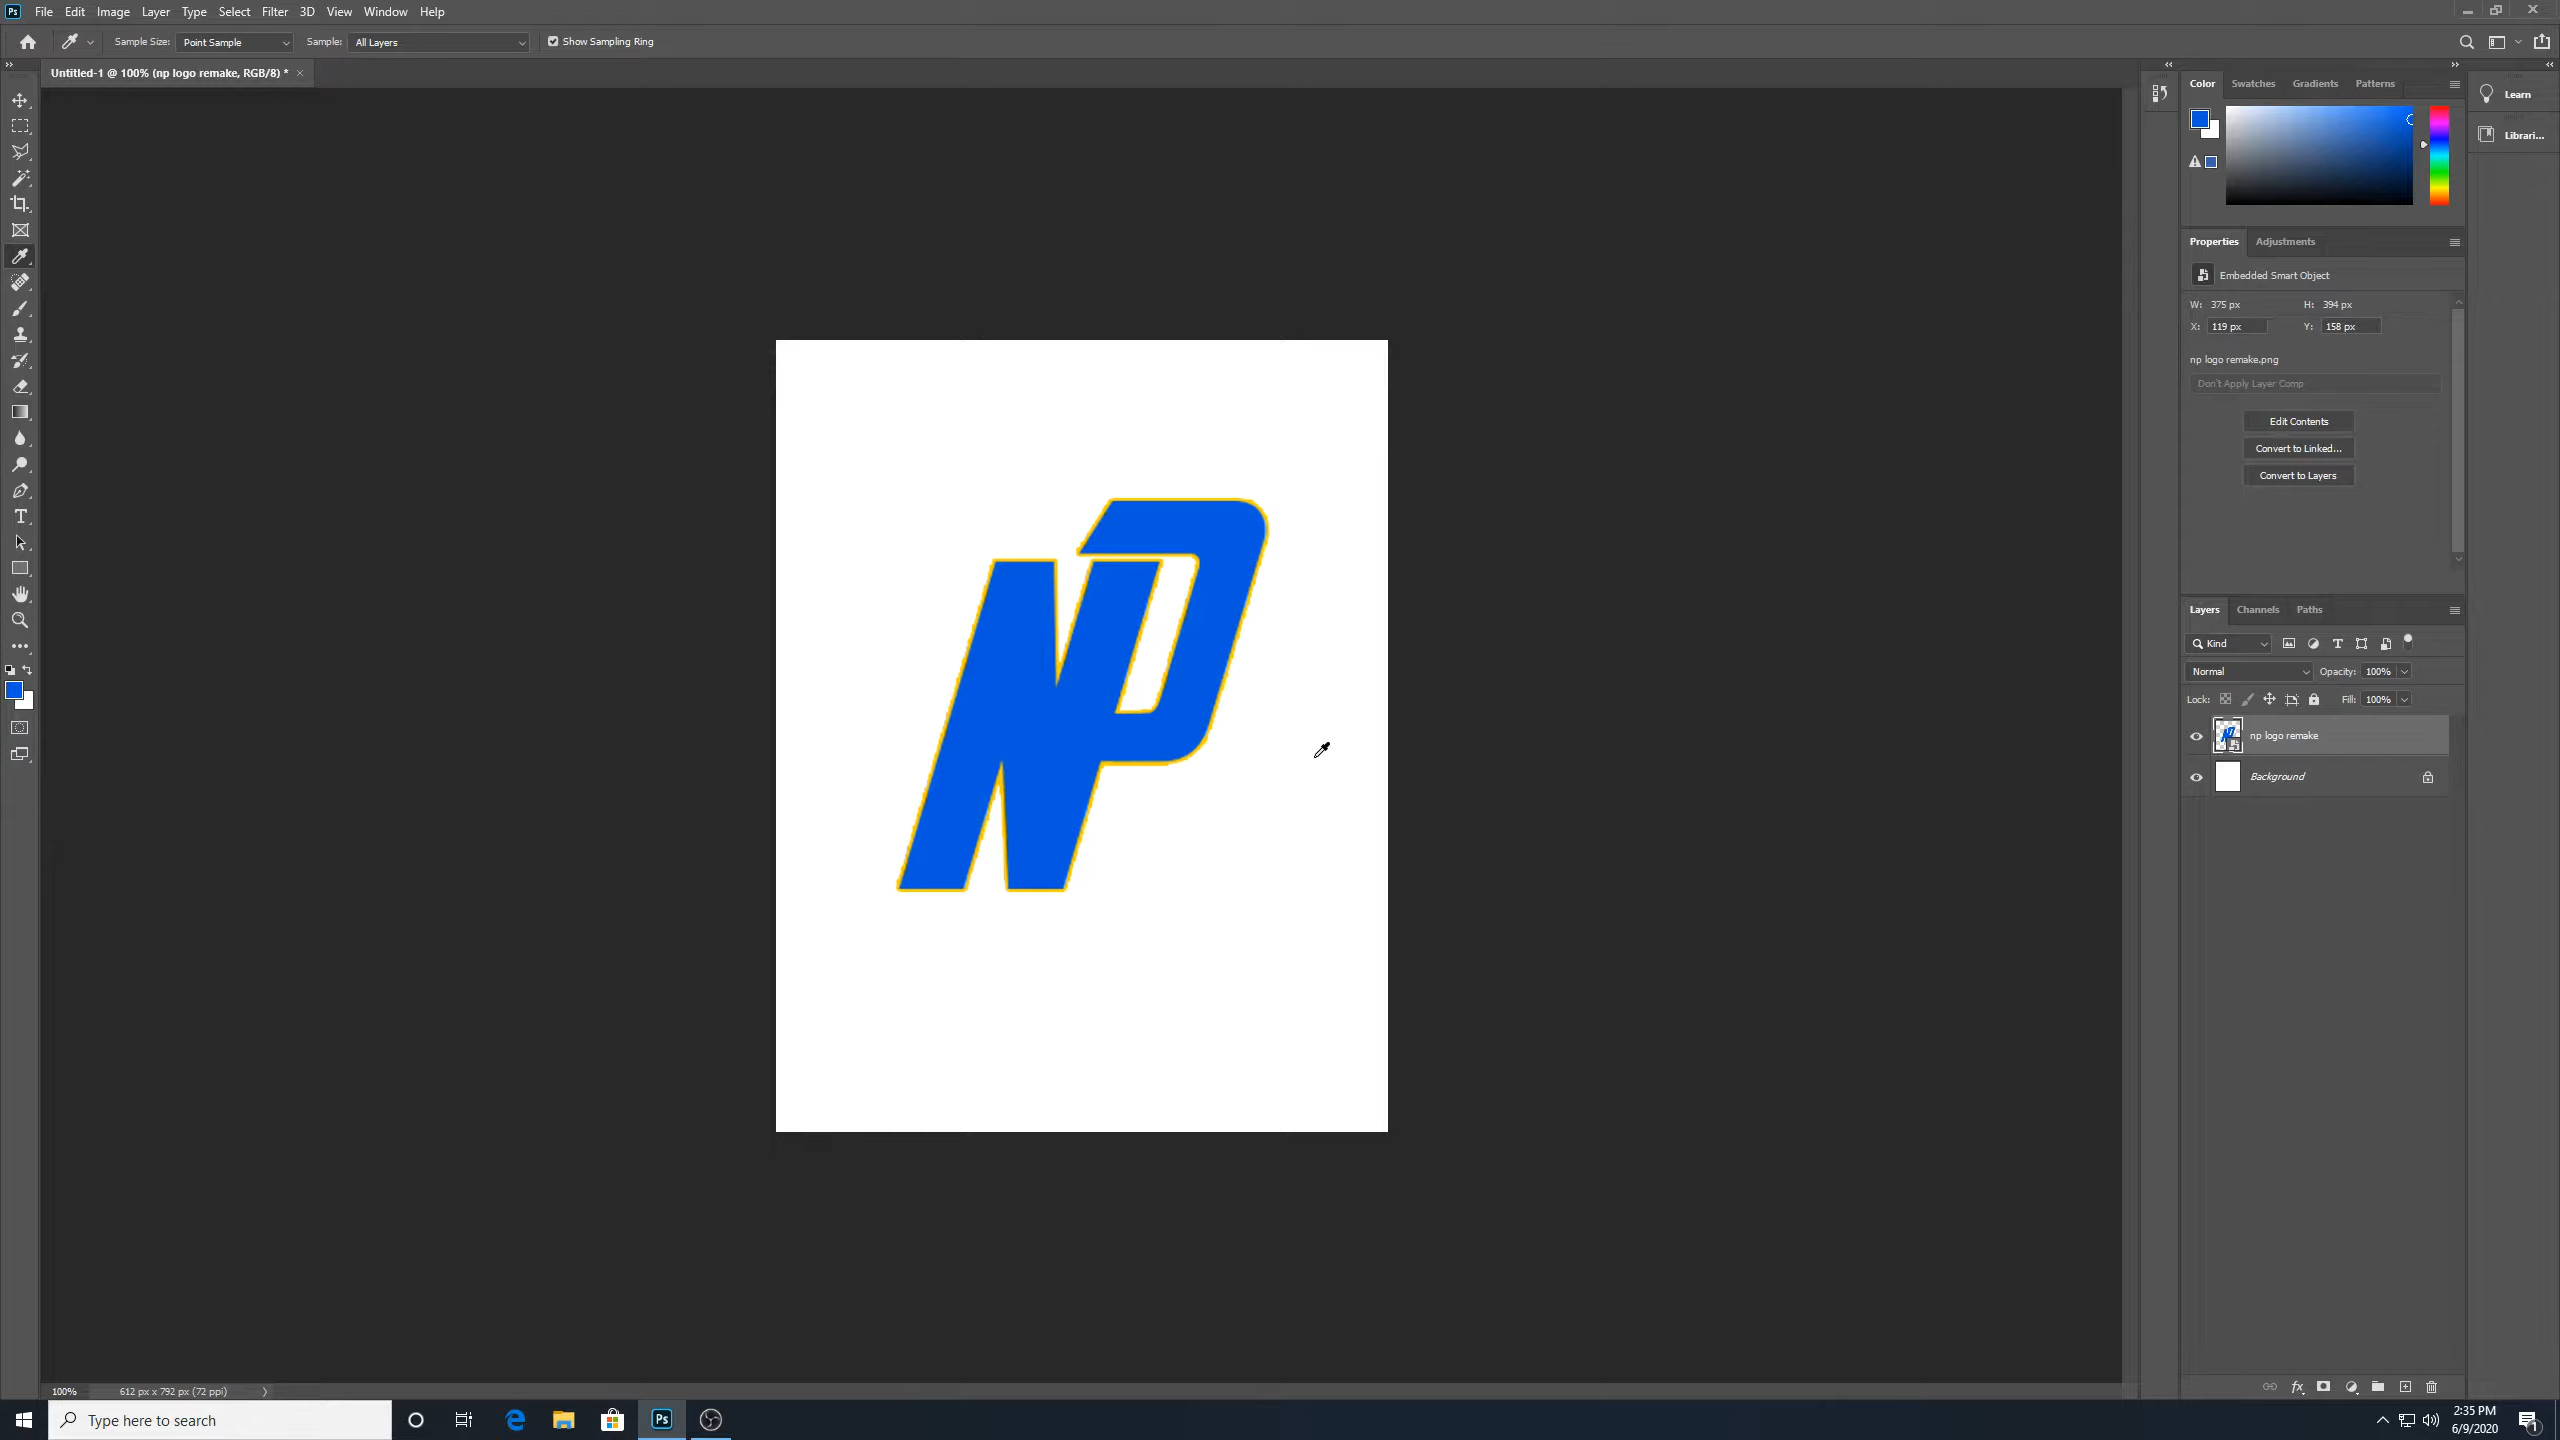 Ps File Edit Image Layer Type Select Filter 3D View Window Help
Sample Size: Point Sample Sample: All Layers Show Sampling Ring
Untitled-1 @ 100% (np logo remake, RGB/8) * ×
Color Swatches Gradients Patterns
Learn
Librari...
Properties Adjustments
Embedded Smart Object
W: 375 px H: 394 px
X: 119 px Y: 158 px
np logo remake.png
Don't Apply Layer Comp
Edit Contents
Convert to Linked...
Convert to Layers
NP
Layers Channels Paths
Kind
Normal Opacity: 100%
Lock: Fill: 100%
np logo remake
Background
100% 612 px x 792 px (72 ppi)
Type here to search
Ps
2:35 PM
6/9/2020
1